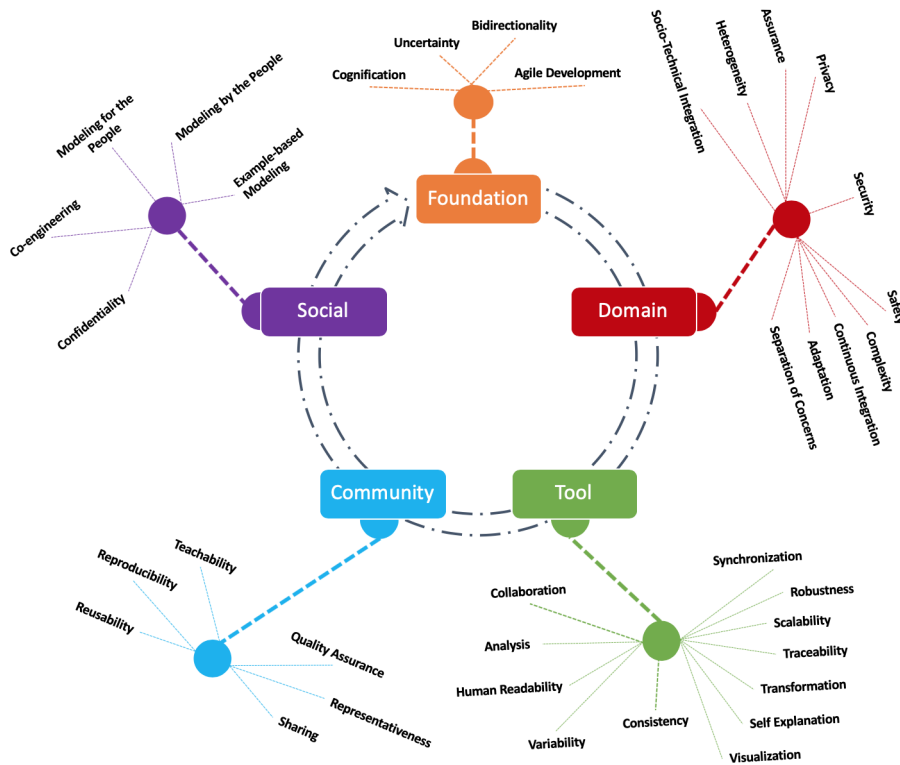 Bidirectionality
Uncertainty
Cognification
Agile Development
Foundation
Socio-Technical Integration
Heterogeneity
Assurance
Privacy
Security
Safety
Complexity
Continuous Integration
Adaptation
Separation of Concerns
Domain
Modeling for the
People
Modeling by the People
Example-based
Modeling
Co-engineering
Confidentiality
Social
Community
Teachability
Reproducibility
Reusability
Quality Assurance
Representativeness
Sharing
Tool
Synchronization
Collaboration
Robustness
Scalability
Analysis
Traceability
Human Readability
Transformation
Consistency
Self Explanation
Variability
Visualization